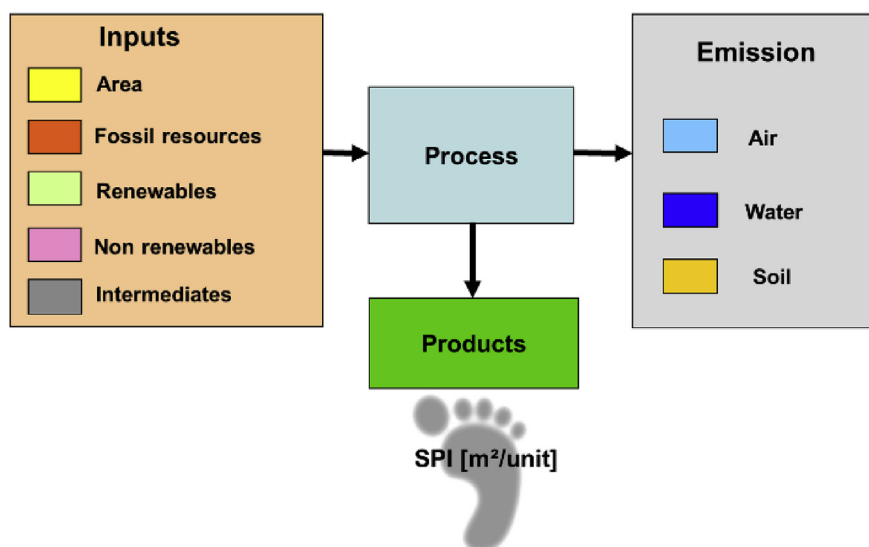 Inputs
Area
Fossil resources
Renewables
Non renewables
Intermediates
Process
Products
SPI [m²/unit]
Emission
Air
Water
Soil